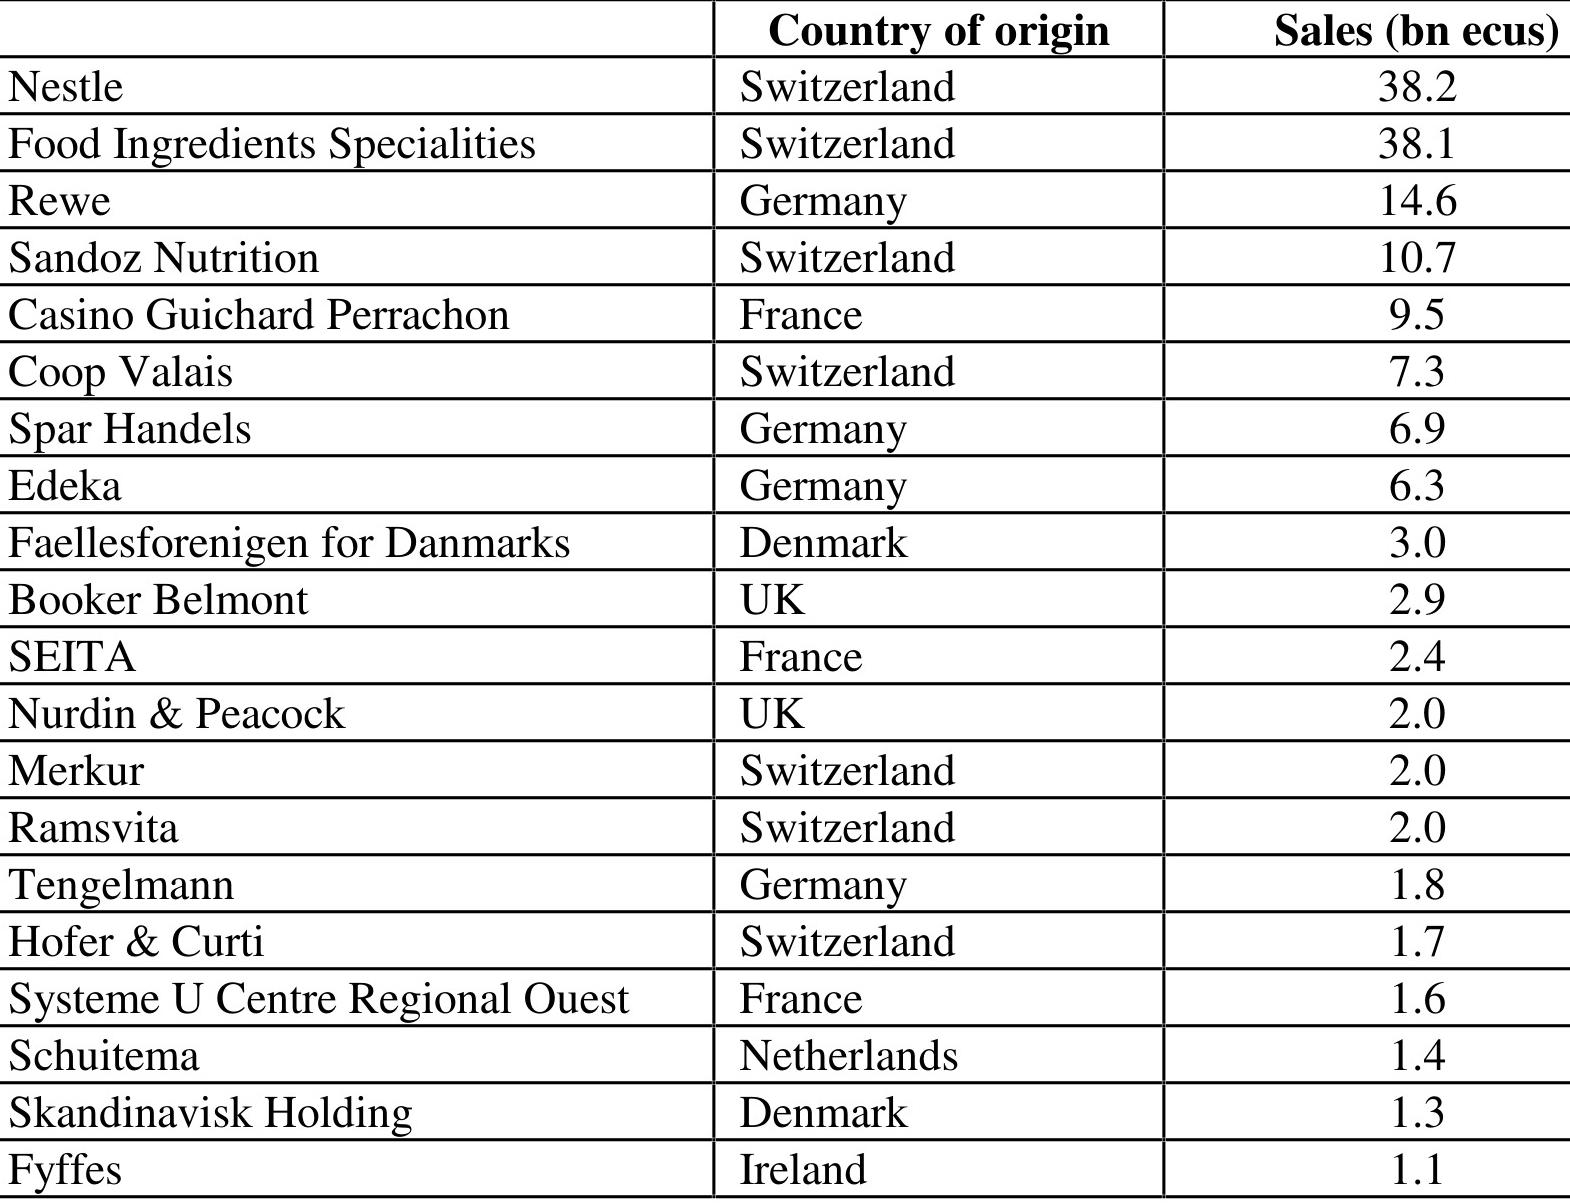 Country of origin Sales (bn ecus)
Nestle Switzerland 38.2
Food Ingredients Specialities Switzerland 38.1
Rewe Germany 14.6
Sandoz Nutrition Switzerland 10.7
Casino Guichard Perrachon France 9.5
Coop Valais Switzerland 7.3
Spar Handels Germany 6.9
Edeka Germany 6.3
Faellesforenigen for Danmarks Denmark 3.0
Booker Belmont UK 2.9
SEITA France 2.4
Nurdin & Peacock UK 2.0
Merkur Switzerland 2.0
Ramsvita Switzerland 2.0
Tengelmann Germany 1.8
Hofer & Curti Switzerland 1.7
Systeme U Centre Regional Ouest France 1.6
Schuitema Netherlands 1.4
Skandinavisk Holding Denmark 1.3
Fyffes Ireland 1.1